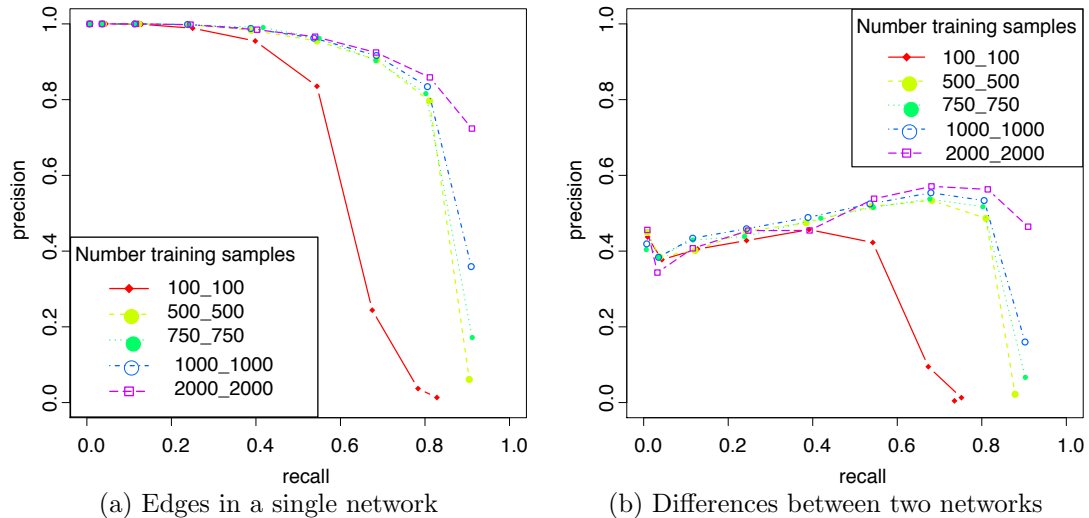 1.0
0.8
0.6
0.4
0.2
0.0
precision
Number training samples
100_100
500_500
750_750
1000_1000
2000_2000
0.0 0.2 0.4 0.6 0.8 1.0
recall
(a) Edges in a single network
1.0
0.8
0.6
0.4
0.2
0.0
precision
Number training samples
100_100
500_500
750_750
1000_1000
2000_2000
0.0 0.2 0.4 0.6 0.8 1.0
recall
(b) Differences between two networks